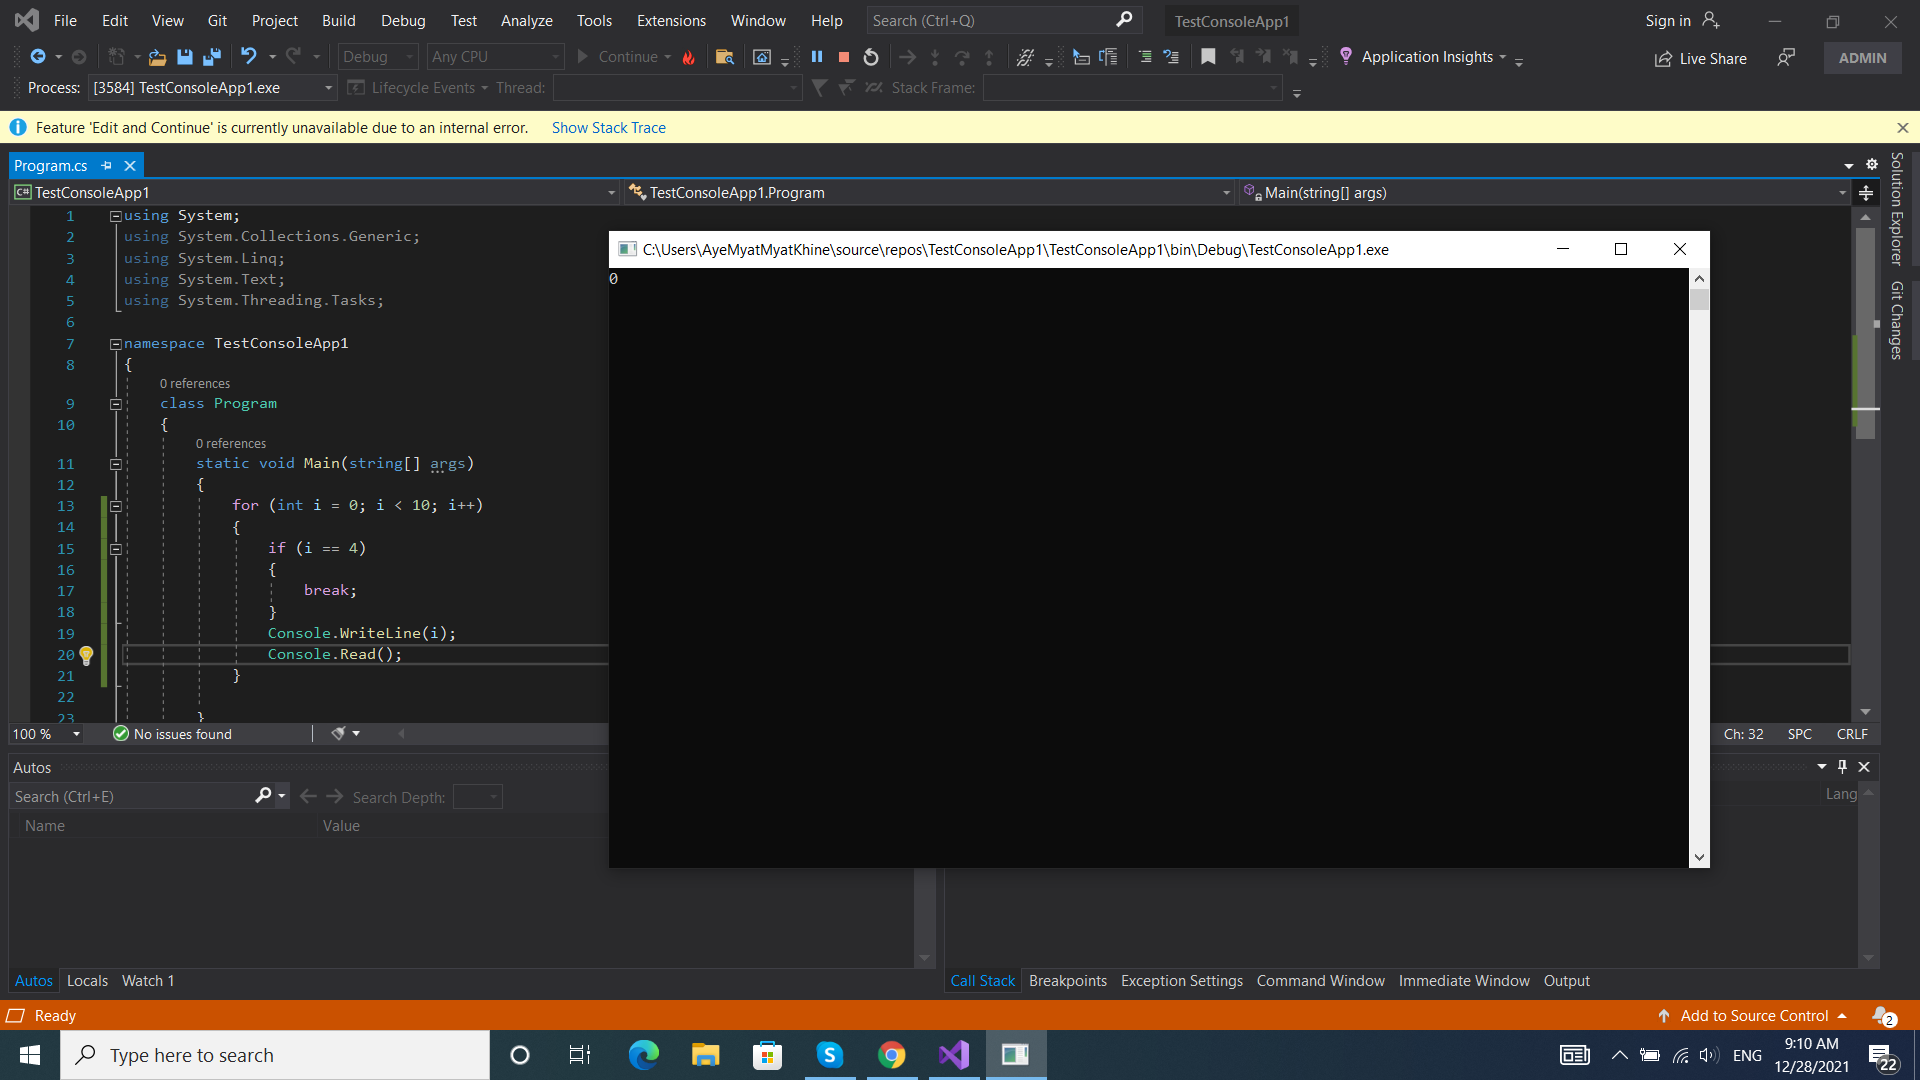 File Edit View Git Project Build Debug Test Analyze Tools Extensions Window Help Search (Ctrl+Q) TestConsoleApp1 Sign in
Debug Any CPU Continue Application Insights Live Share ADMIN
Process: [3584] TestConsoleApp1.exe Lifecycle Events Thread: Stack Frame:
Feature 'Edit and Continue' is currently unavailable due to an internal error. Show Stack Trace
Program.cs
C# TestConsoleApp1 TestConsoleApp1.Program Main(string[] args)
Solution Explorer
Git Changes
1 using System;
2 using System.Collections.Generic;
3 using System.Linq;
4 using System.Text;
5 using System.Threading.Tasks;
6
7 namespace TestConsoleApp1
8 {
0 references
9 class Program
10 {
0 references
11 static void Main(string[] args)
12 {
13 for (int i = 0; i < 10; i++)
14 {
15 if (i == 4)
16 {
17 break;
18 }
19 Console.WriteLine(i);
20 Console.Read();
21 }
22
23 }
C:\Users\AyeMyatMyatKhine\source\repos\TestConsoleApp1\TestConsoleApp1\bin\Debug\TestConsoleApp1.exe
0
100 % No issues found Ch: 32 SPC CRLF
Autos
Search (Ctrl+E) Search Depth:
Name Value
Lang
Autos Locals Watch 1
Call Stack Breakpoints Exception Settings Command Window Immediate Window Output
Ready Add to Source Control 2
Type here to search
ENG 9:10 AM
12/28/2021 22